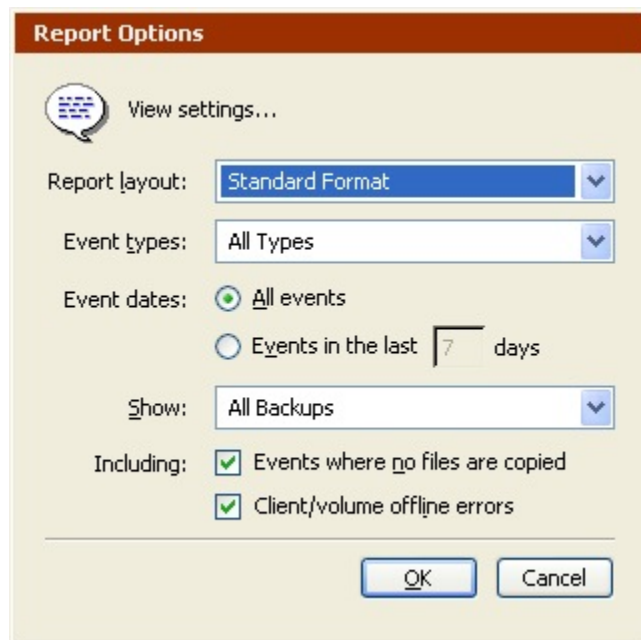 Report Options
View settings...
Report layout: Standard Format
Event types: All Types
Event dates: All events
Events in the last 7 days
Show: All Backups
Including: Events where no files are copied
Client/volume offline errors
OK Cancel